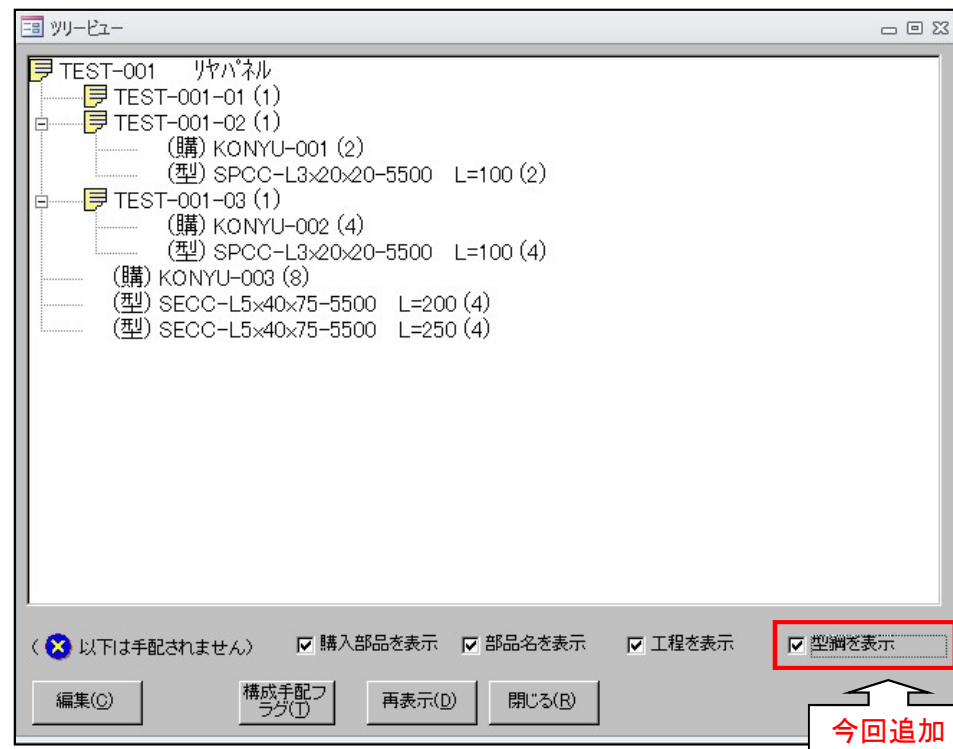 ツリービュー
TEST-001 リヤパネル
TEST-001-01 (1)
TEST-001-02 (1)
(購) KONYU-001 (2)
(型) SPCC-L3x20x20-5500 L=100 (2)
TEST-001-03 (1)
(購) KONYU-002 (4)
(型) SPCC-L3x20x20-5500 L=100 (4)
(購) KONYU-003 (8)
(型) SECC-L5x40x75-5500 L=200 (4)
(型) SECC-L5x40x75-5500 L=250 (4)
( 以下は手配されません) 購入部品を表示 部品名を表示 工程を表示 型鋼を表示
編集(C) 構成手配フ
ラグ(T) 再表示(D) 閉じる(R)
今回追加